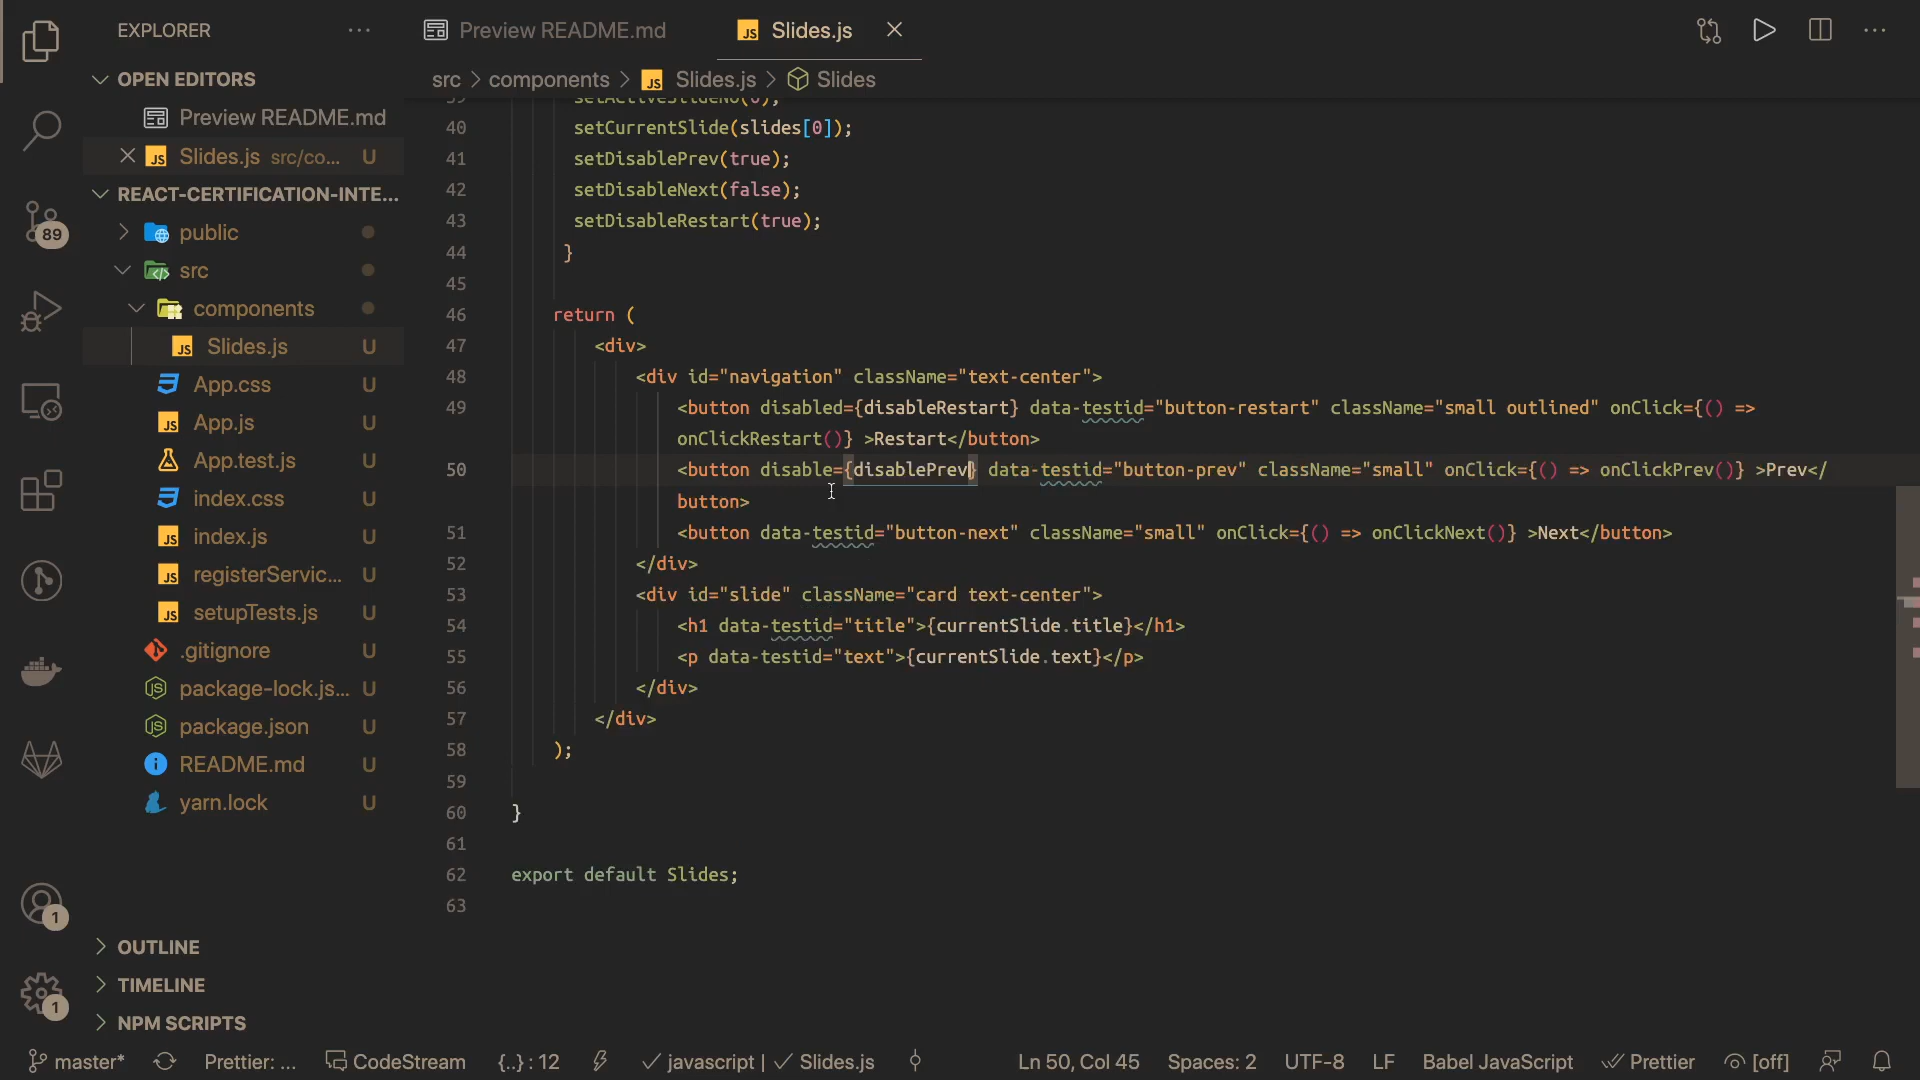 EXPLORER
OPEN EDITORS
Preview README.md
Slides.js src/co... U
REACT-CERTIFICATION-INTE...
public
src
components
Slides.js U
App.css U
App.js U
App.test.js U
index.css U
index.js U
registerServic... U
setupTests.js U
.gitignore U
package-lock.js... U
package.json U
README.md U
yarn.lock U
OUTLINE
TIMELINE
NPM SCRIPTS
89
1
1
Preview README.md
Slides.js
src > components > JS Slides.js > Slides
39 setActiveSlideNo(0);
40 setCurrentSlide(slides[0]);
41 setDisablePrev(true);
42 setDisableNext(false);
43 setDisableRestart(true);
44 }
45
46 return (
47 <div>
48 <div id="navigation" className="text-center">
49 <button disabled={disableRestart} data-testid="button-restart" className="small outlined" onClick={() =>
onClickRestart()} >Restart</button>
50 <button disable={disablePrev} data-testid="button-prev" className="small" onClick={() => onClickPrev()} >Prev</
button>
51 <button data-testid="button-next" className="small" onClick={() => onClickNext()} >Next</button>
52 </div>
53 <div id="slide" className="card text-center">
54 <h1 data-testid="title">{currentSlide.title}</h1>
55 <p data-testid="text">{currentSlide.text}</p>
56 </div>
57 </div>
58 );
59
60 }
61
62 export default Slides;
63
master* Prettier: ... CodeStream {..} : 12 javascript | Slides.js Ln 50, Col 45 Spaces: 2 UTF-8 LF Babel JavaScript Prettier [off]